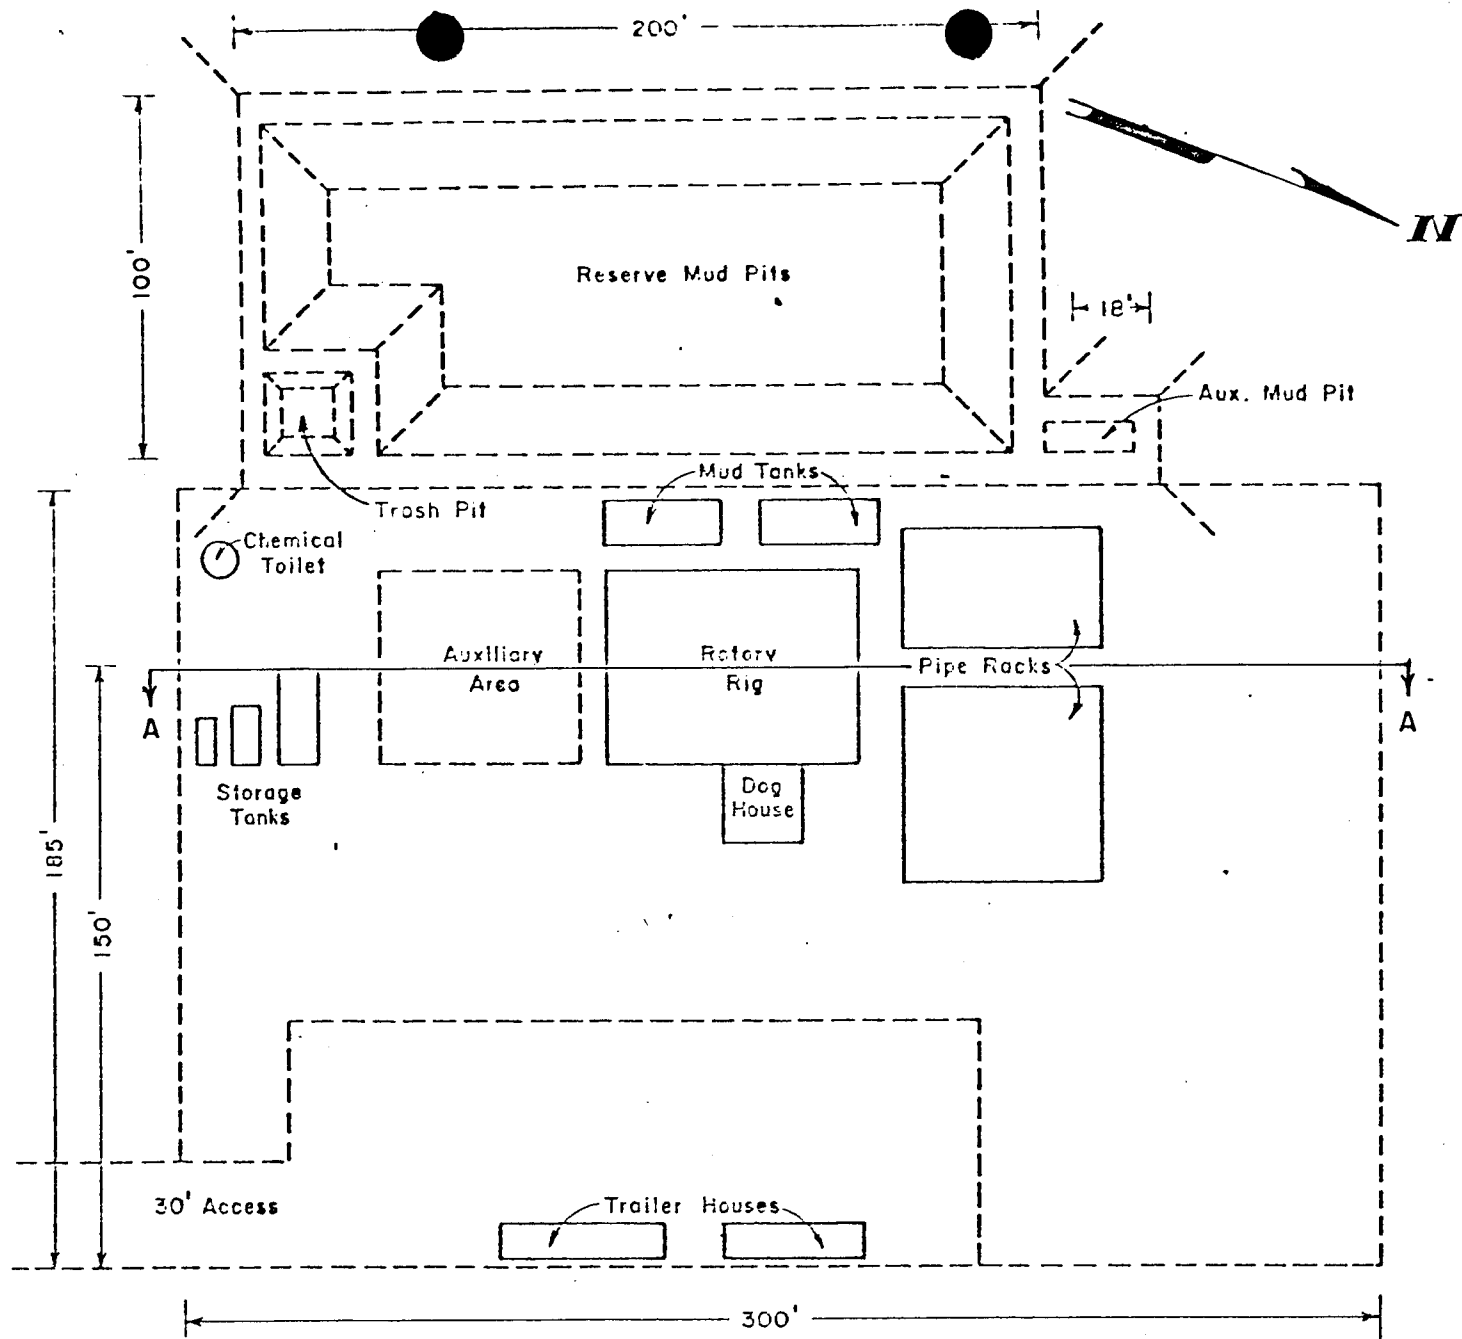 200'
100'
N
Reserve Mud Pits
18'
Aux. Mud Pit
Mud Tanks
Trash Pit
Chemical
Toilet
Auxiliary
Area
Rotary
Rig
Pipe Racks
A
A
Storage
Tanks
Dog
House
185'
150'
30' Access
Trailer Houses
300'